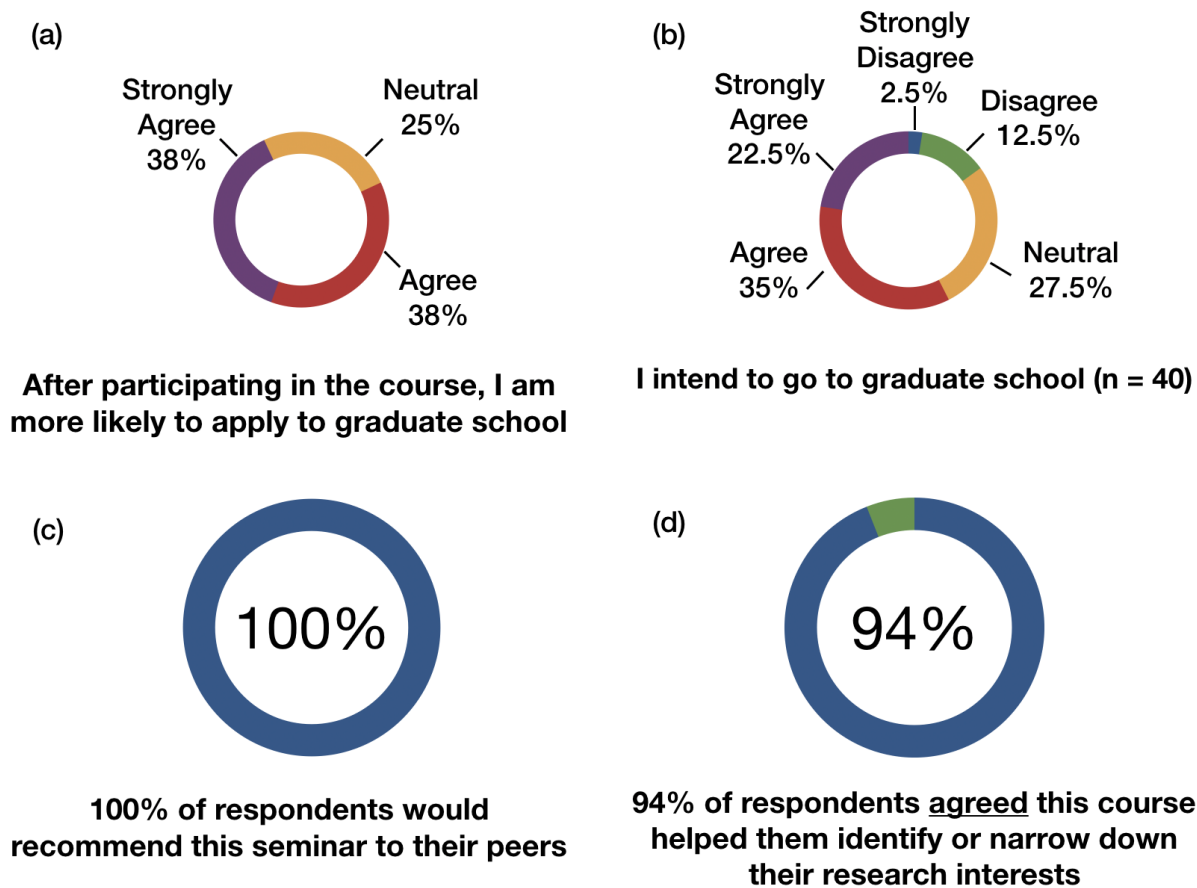 (a)
Strongly
Agree
38%
Neutral
25%
Agree
38%
After participating in the course, I am
more likely to apply to graduate school
(b)
Strongly
Disagree
2.5%
Strongly
Agree
22.5%
Disagree
12.5%
Agree
35%
Neutral
27.5%
I intend to go to graduate school (n = 40)
(c)
100%
100% of respondents would
recommend this seminar to their peers
(d)
94%
94% of respondents agreed this course
helped them identify or narrow down
their research interests